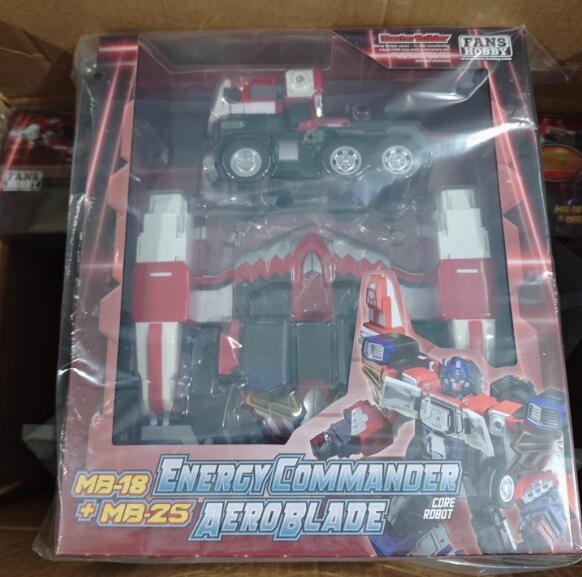 Master Builder
FANS
HOBBY
FANS
HOBBY
MB-18 ENERGY COMMANDER
+ MB-25 AEROBLADE
CORE
ROBOT